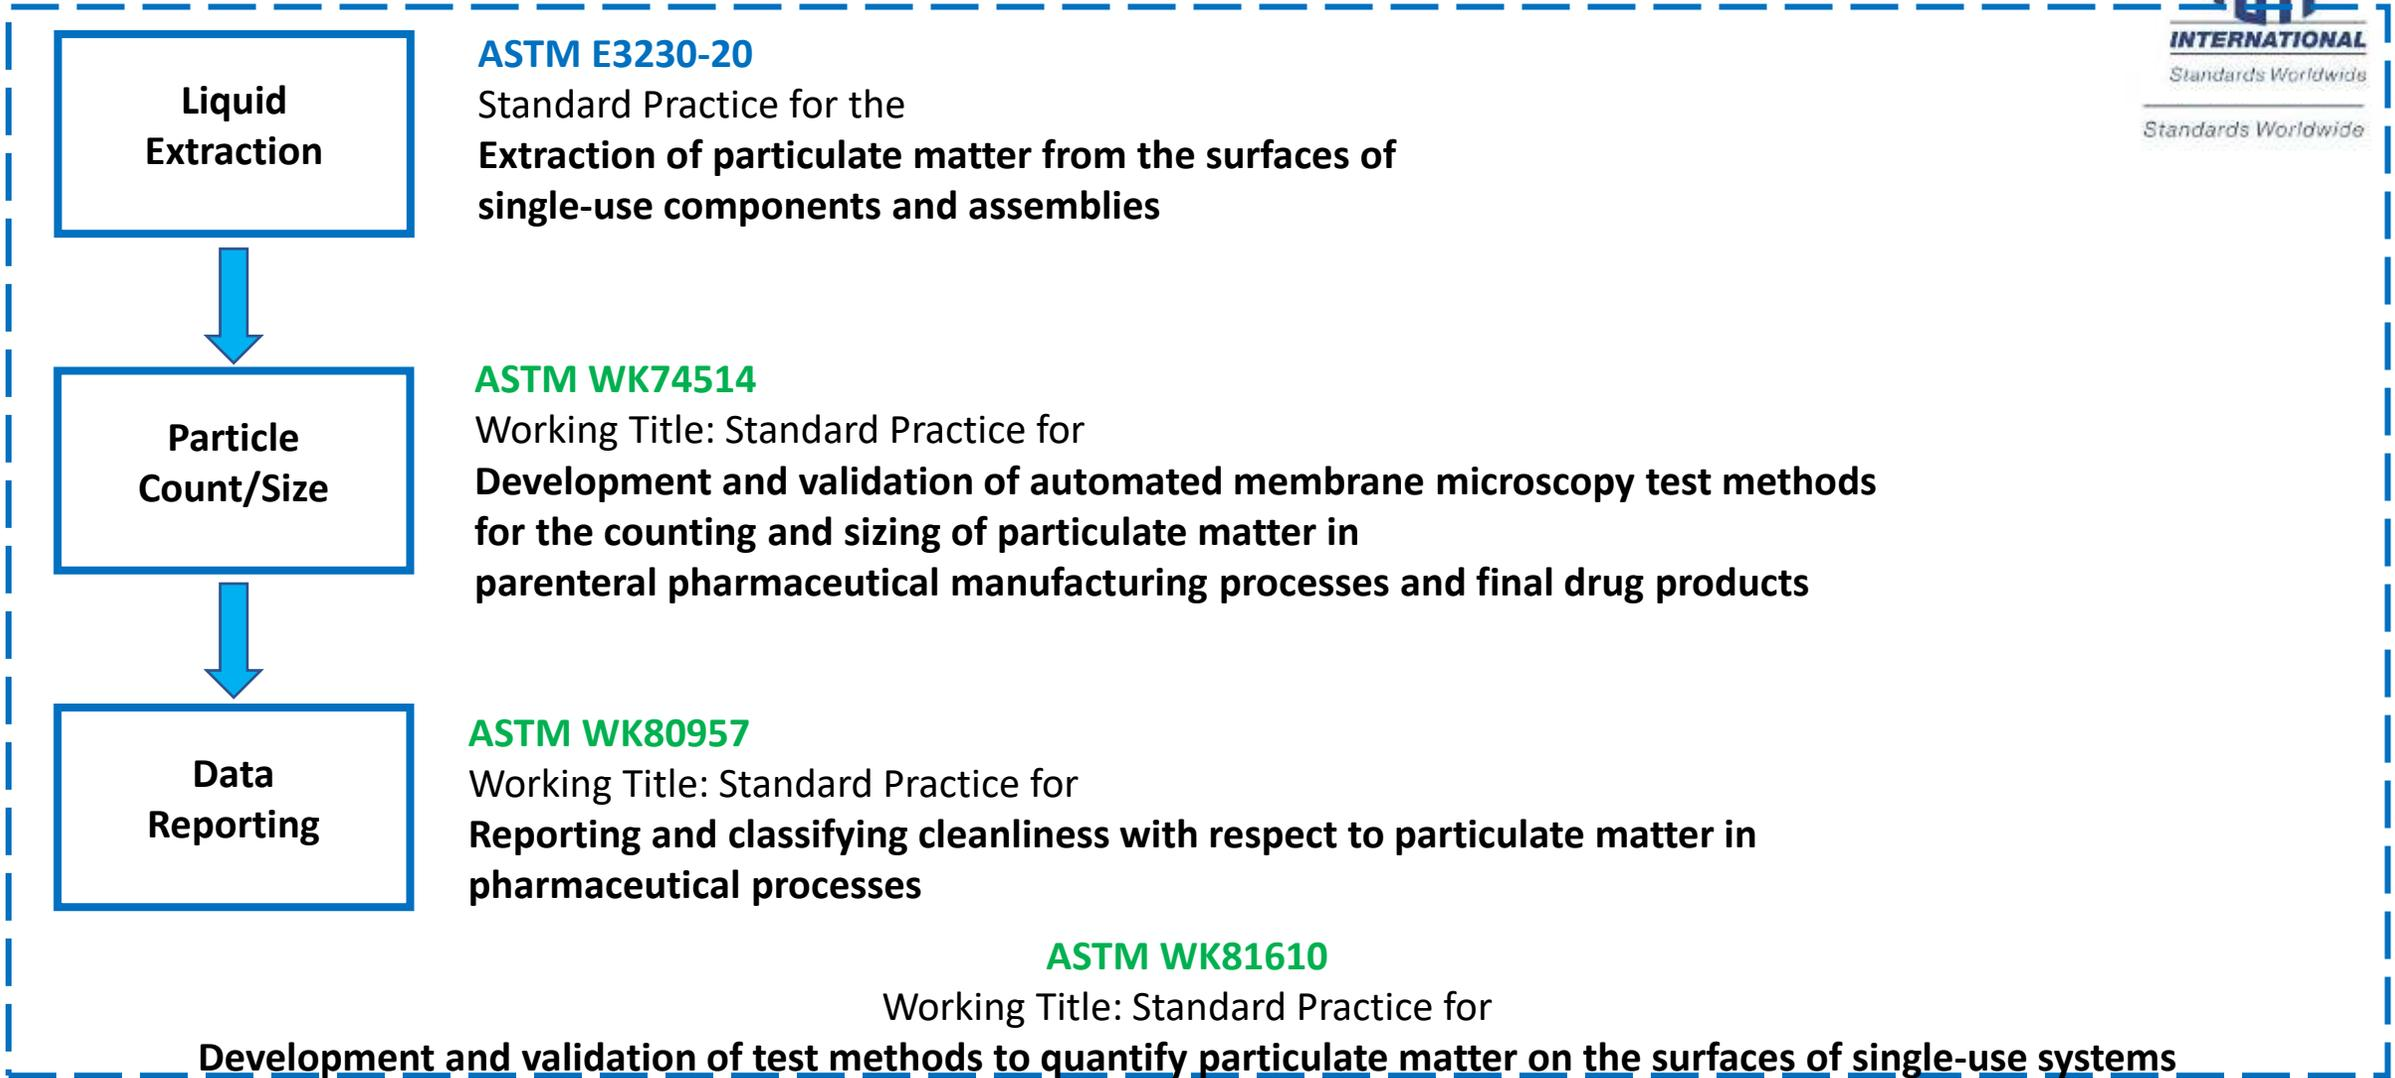 INTERNATIONAL
Standards Worldwide
Standards Worldwide
Liquid
Extraction
ASTM E3230-20
Standard Practice for the
Extraction of particulate matter from the surfaces of
single-use components and assemblies
Particle
Count/Size
ASTM WK74514
Working Title: Standard Practice for
Development and validation of automated membrane microscopy test methods
for the counting and sizing of particulate matter in
parenteral pharmaceutical manufacturing processes and final drug products
Data
Reporting
ASTM WK80957
Working Title: Standard Practice for
Reporting and classifying cleanliness with respect to particulate matter in
pharmaceutical processes
ASTM WK81610
Working Title: Standard Practice for
Development and validation of test methods to quantify particulate matter on the surfaces of single-use systems